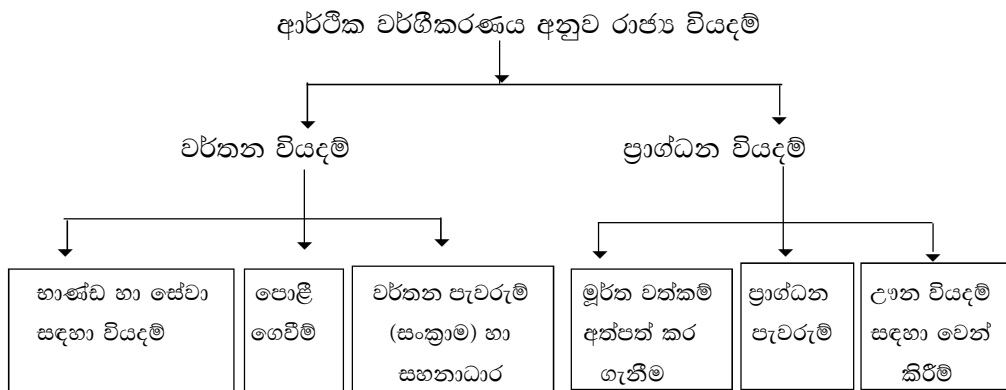 ආර්ථික වර්ගීකරණය අනුව රාජ්‍ය වියදම්
වර්තන වියදම්
ප්‍රාග්ධන වියදම්
භාණ්ඩ හා සේවා
සඳහා වියදම්
පොළී
ගෙවීම්
වර්තන පැවරුම්
(සංක්‍රාම) හා
සහනාධාර
මූර්ත වත්කම්
අත්පත් කර
ගැනීම
ප්‍රාග්ධන
පැවරුම්
ඌන වියදම්
සඳහා වෙන්
කිරීම්